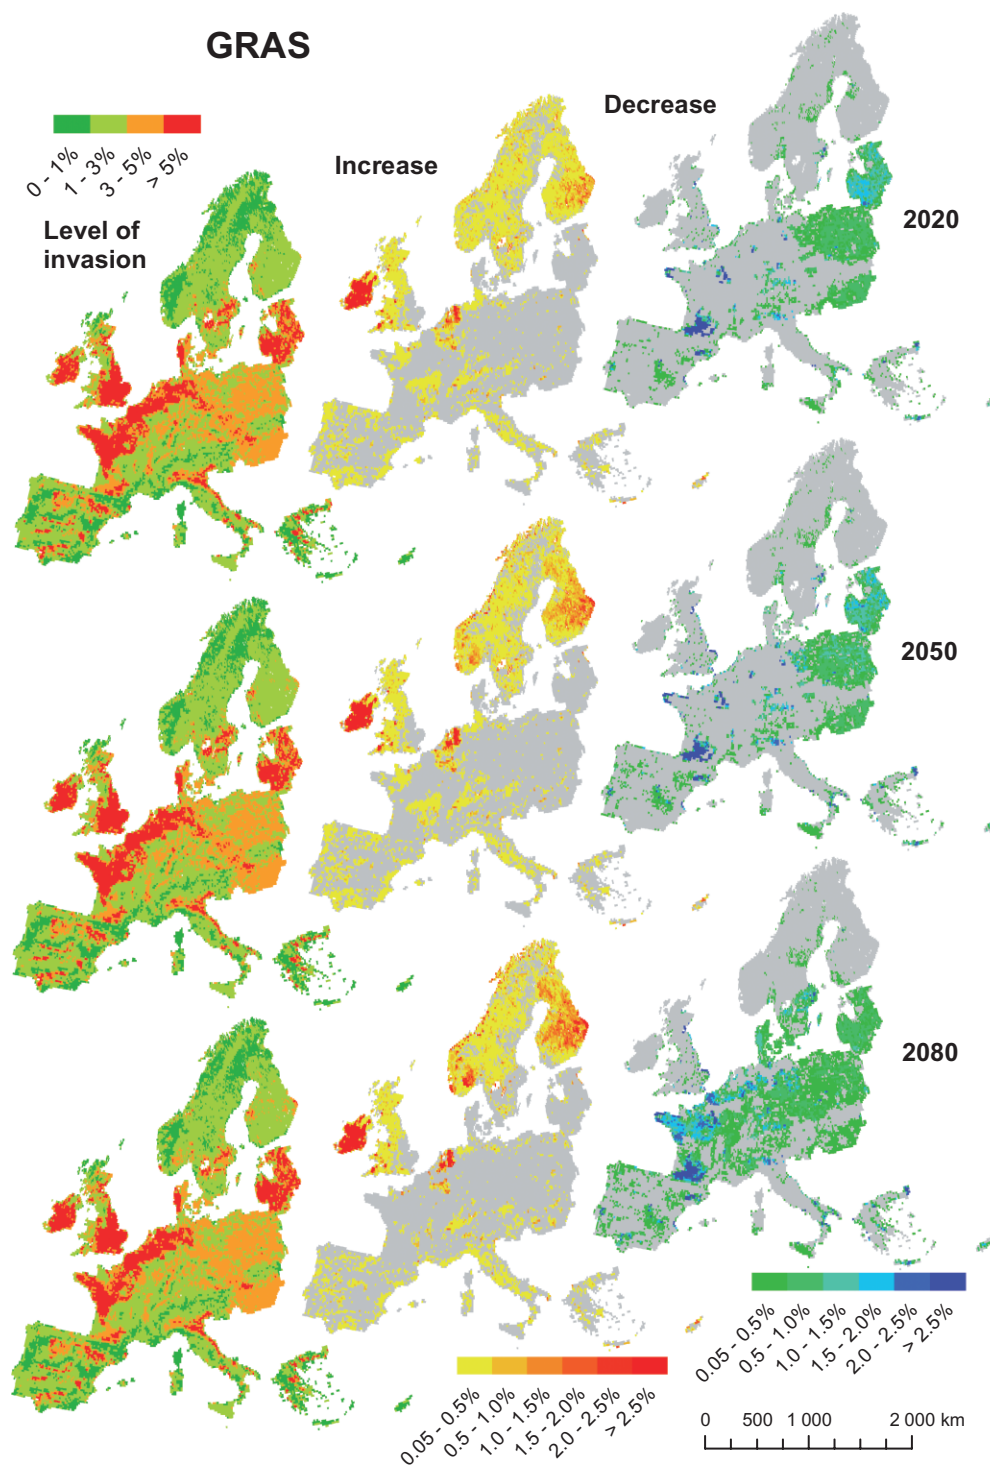 GRAS
Decrease
Increase
0 - 1%
1 - 3%
3 - 5%
> 5%
Level of
invasion
2020
2050
2080
0.05 - 0.5%
0.5 - 1.0%
1.0 - 1.5%
1.5 - 2.0%
2.0 - 2.5%
> 2.5%
0.05 - 0.5%
0.5 - 1.0%
1.0 - 1.5%
1.5 - 2.0%
2.0 - 2.5%
> 2.5%
0 500 1 000 2 000 km